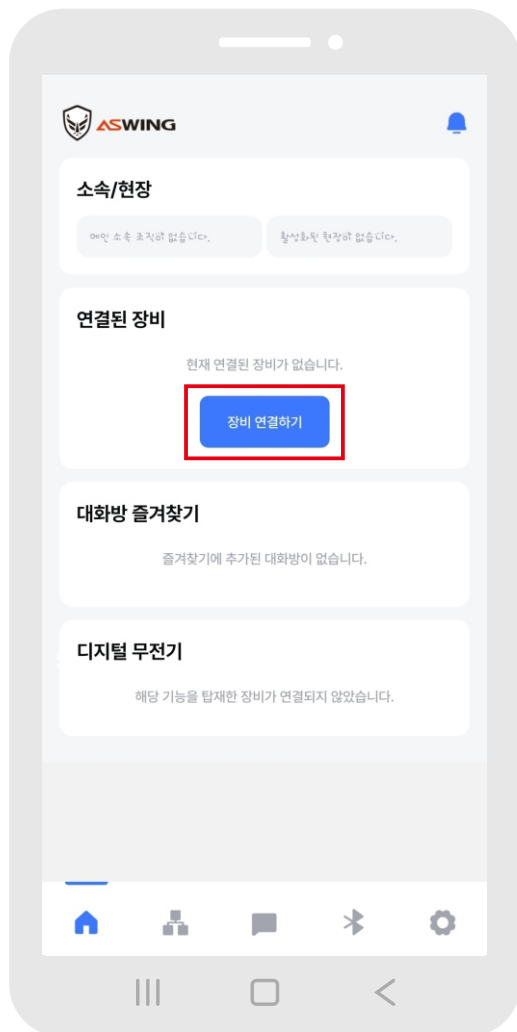 ASWING
소속/현장
메인 소속 조직이 없습니다.
활성화된 현장이 없습니다.
연결된 장비
현재 연결된 장비가 없습니다.
장비 연결하기
대화방 즐겨찾기
즐겨찾기에 추가된 대화방이 없습니다.
디지털 무전기
해당 기능을 탑재한 장비가 연결되지 않았습니다.